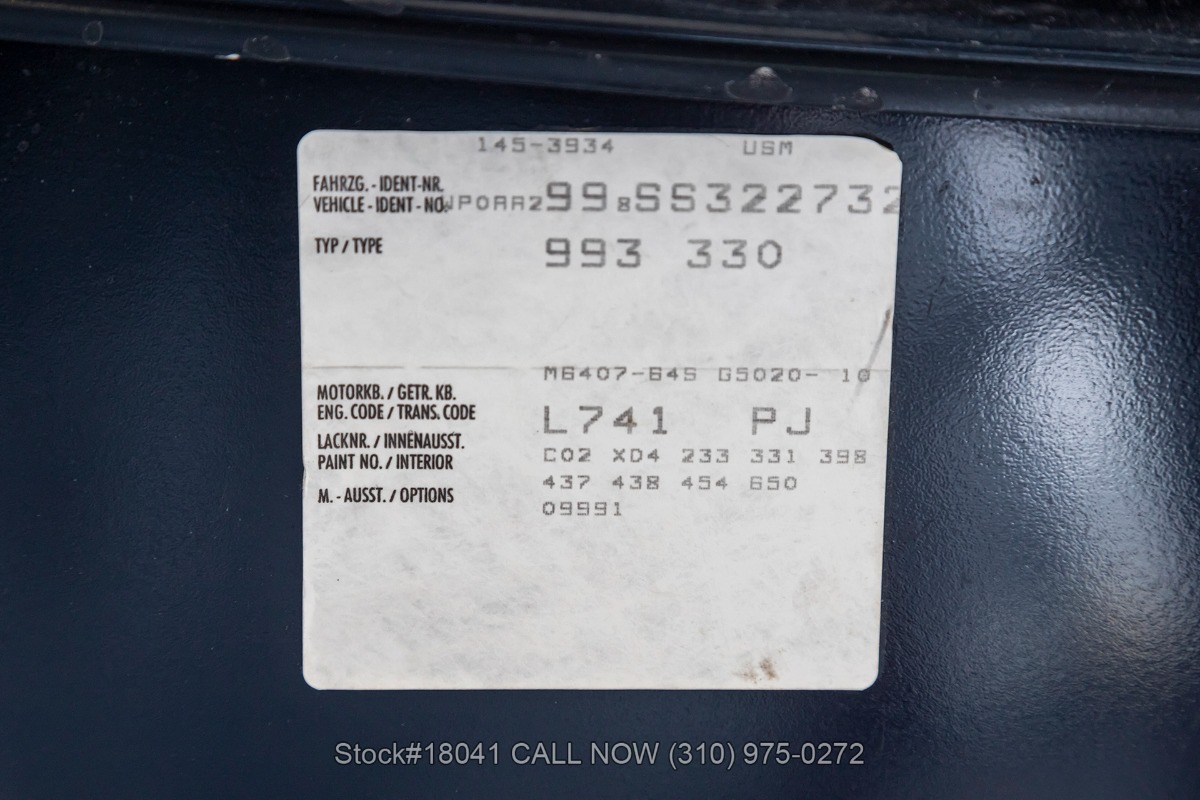 145-3934 USM
FAHRZG. - IDENT-NR.
VEHICLE - IDENT - NO. WP0AA299 8SS322732
TYP / TYPE 993 330
M6407-64S G5020- 10
MOTORKB. / GETR. KB.
ENG. CODE / TRANS. CODE L741 PJ
LACKNR. / INNENAUSST.
PAINT NO. / INTERIOR C02 XD4 233 331 398
437 438 454 650
M. - AUSST. / OPTIONS
09991
Stock#18041 CALL NOW (310) 975-0272